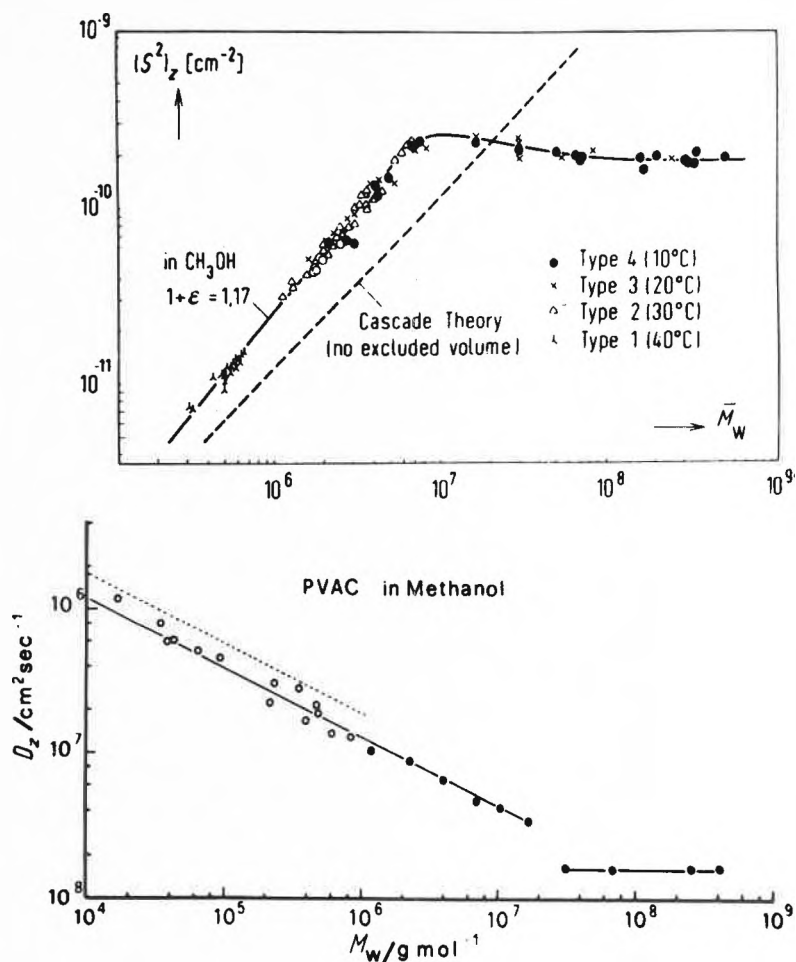 10⁻⁹
⟨S²⟩z [cm⁻²]
10⁻¹⁰
in CH₃OH
1+ε = 1,17
Cascade Theory
(no excluded volume)
● Type 4 (10°C)
× Type 3 (20°C)
△ Type 2 (30°C)
⅄ Type 1 (40°C)
10⁻¹¹
M̄w
10⁶ 10⁷ 10⁸ 10⁹
PVAC in Methanol
10⁶
Dz/cm²sec⁻¹
10⁷
10⁸
10⁴ 10⁵ 10⁶ 10⁷ 10⁸ 10⁹
Mw/g mol⁻¹